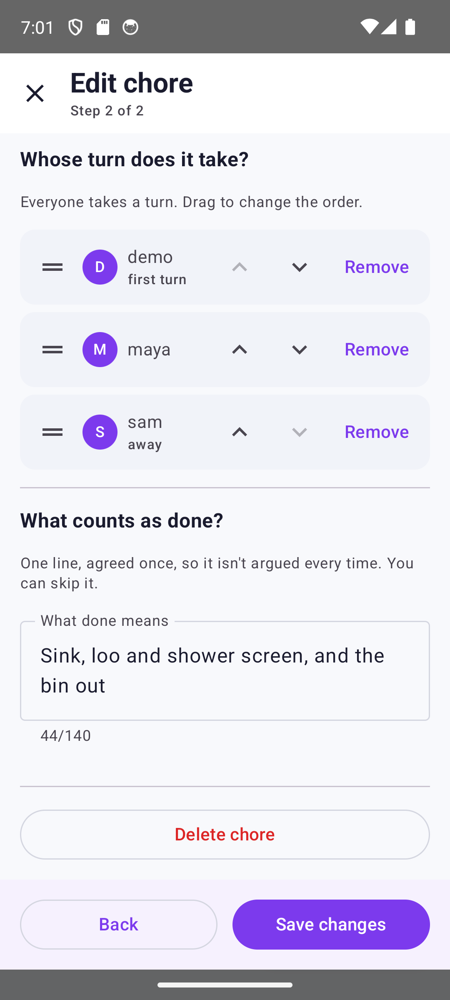 7:01
Edit chore
Step 2 of 2
Whose turn does it take?
Everyone takes a turn. Drag to change the order.
D
demo
first turn
Remove
M
maya
Remove
S
sam
away
Remove
What counts as done?
One line, agreed once, so it isn't argued every time. You
can skip it.
What done means
Sink, loo and shower screen, and the
bin out
44/140
Delete chore
Back
Save changes